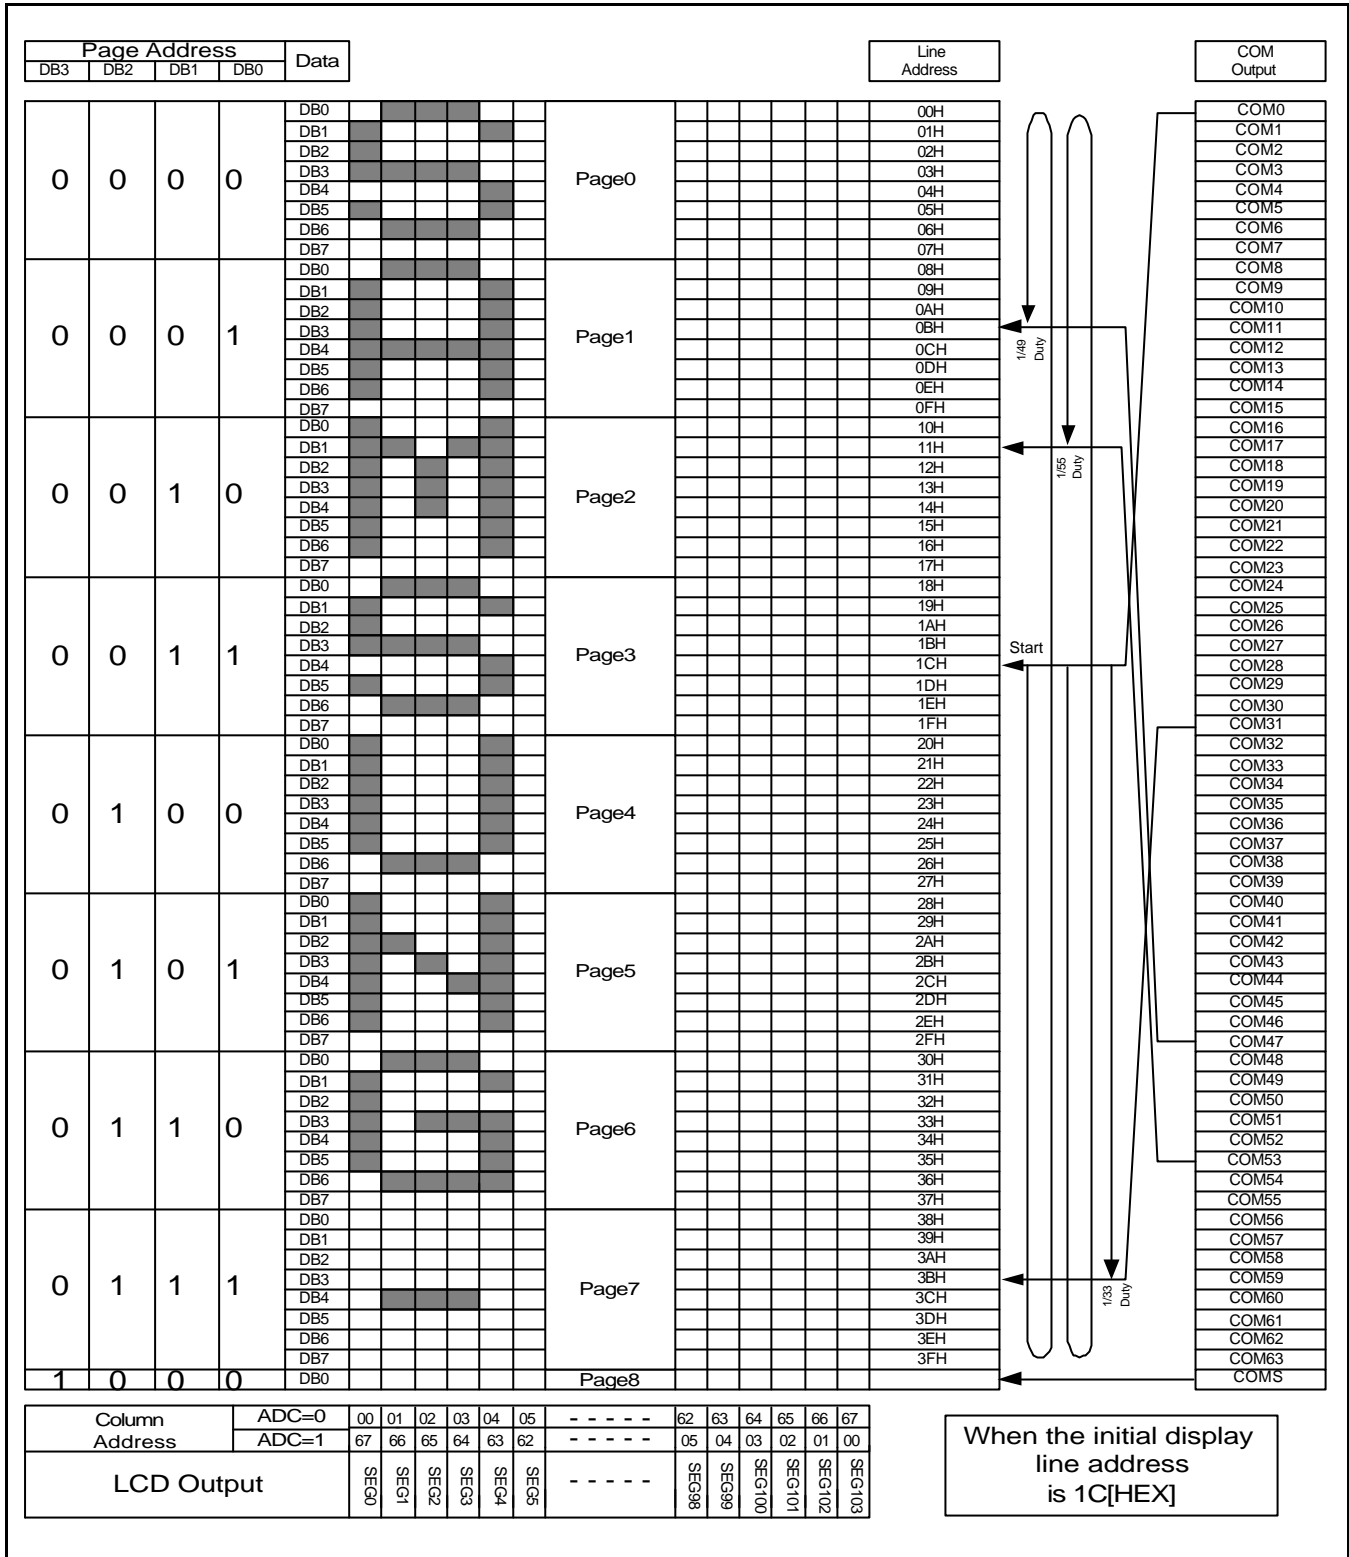 Page Address Data Line Address COM Output
DB3 DB2 DB1 DB0
0 0 0 0 Page0
DB0 00H COM0
DB1 01H COM1
DB2 02H COM2
DB3 03H COM3
DB4 04H COM4
DB5 05H COM5
DB6 06H COM6
DB7 07H COM7
0 0 0 1 Page1
DB0 08H COM8
DB1 09H COM9
DB2 0AH COM10
DB3 0BH COM11
DB4 0CH COM12
DB5 0DH COM13
DB6 0EH COM14
DB7 0FH COM15
1/49 Duty
0 0 1 0 Page2
DB0 10H COM16
DB1 11H COM17
DB2 12H COM18
DB3 13H COM19
DB4 14H COM20
DB5 15H COM21
DB6 16H COM22
DB7 17H COM23
1/55 Duty
0 0 1 1 Page3
DB0 18H COM24
DB1 19H COM25
DB2 1AH COM26
DB3 1BH Start COM27
DB4 1CH COM28
DB5 1DH COM29
DB6 1EH COM30
DB7 1FH COM31
0 1 0 0 Page4
DB0 20H COM32
DB1 21H COM33
DB2 22H COM34
DB3 23H COM35
DB4 24H COM36
DB5 25H COM37
DB6 26H COM38
DB7 27H COM39
0 1 0 1 Page5
DB0 28H COM40
DB1 29H COM41
DB2 2AH COM42
DB3 2BH COM43
DB4 2CH COM44
DB5 2DH COM45
DB6 2EH COM46
DB7 2FH COM47
0 1 1 0 Page6
DB0 30H COM48
DB1 31H COM49
DB2 32H COM50
DB3 33H COM51
DB4 34H COM52
DB5 35H COM53
DB6 36H COM54
DB7 37H COM55
0 1 1 1 Page7
DB0 38H COM56
DB1 39H COM57
DB2 3AH COM58
DB3 3BH COM59
DB4 3CH COM60
DB5 3DH COM61
DB6 3EH COM62
DB7 3FH COM63
1/33 Duty
1 0 0 0 DB0 Page8 COMS
Column Address
ADC=0 00 01 02 03 04 05 - - - - - 62 63 64 65 66 67
ADC=1 67 66 65 64 63 62 - - - - - 05 04 03 02 01 00
LCD Output SEG0 SEG1 SEG2 SEG3 SEG4 SEG5 - - - - - SEG98 SEG99 SEG100 SEG101 SEG102 SEG103
When the initial display
line address
is 1C[HEX]